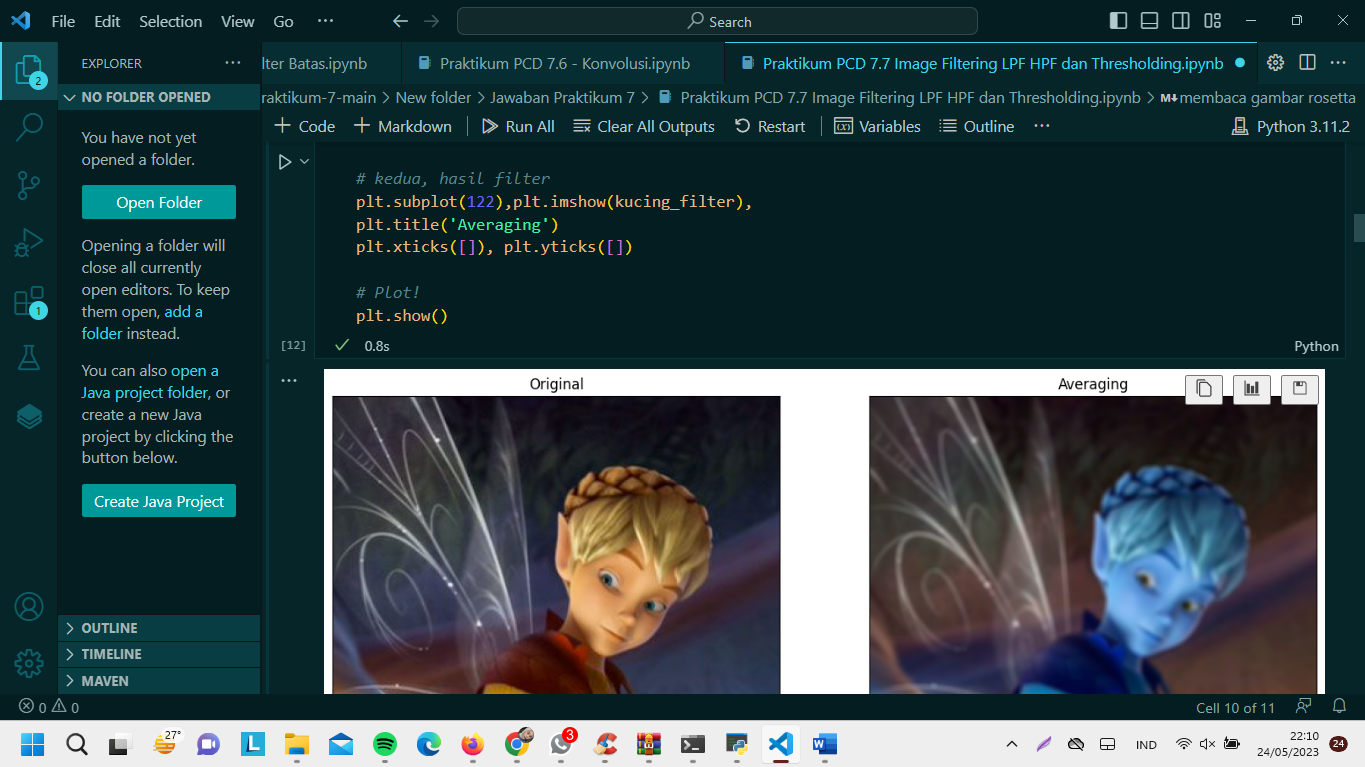 File Edit Selection View Go ···
Search
EXPLORER ···
lter Batas.ipynb
Praktikum PCD 7.6 - Konvolusi.ipynb
Praktikum PCD 7.7 Image Filtering LPF HPF dan Thresholding.ipynb
2
NO FOLDER OPENED
raktikum-7-main > New folder > Jawaban Praktikum 7 > Praktikum PCD 7.7 Image Filtering LPF HPF dan Thresholding.ipynb > M↓membaca gambar rosetta
+ Code + Markdown Run All Clear All Outputs Restart Variables Outline ··· Python 3.11.2
You have not yet
opened a folder.
Open Folder
Opening a folder will
close all currently
open editors. To keep
them open, add a
folder instead.
1
You can also open a
Java project folder, or
create a new Java
project by clicking the
button below.
Create Java Project
OUTLINE
TIMELINE
MAVEN
# kedua, hasil filter
plt.subplot(122),plt.imshow(kucing_filter),
plt.title('Averaging')
plt.xticks([]), plt.yticks([])
# Plot!
plt.show()
[12] 0.8s Python
···
Original
Averaging
0 0
Cell 10 of 11
27°
L
3
W
IND
22:10
24/05/2023
24